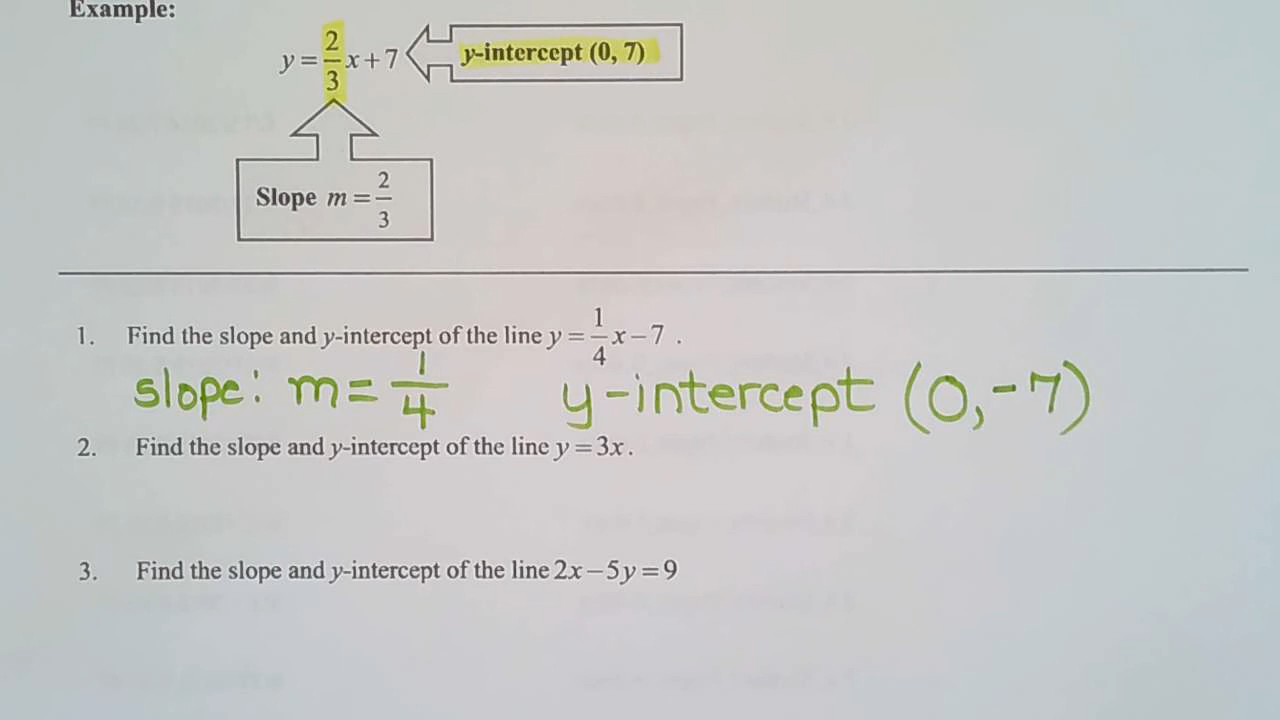 Example:
y = 2/3 x + 7
y-intercept (0, 7)
Slope m = 2/3
1. Find the slope and y-intercept of the line y = 1/4 x − 7 .
slope: m = 1/4 y-intercept (0, -7)
2. Find the slope and y-intercept of the line y = 3x .
3. Find the slope and y-intercept of the line 2x − 5y = 9